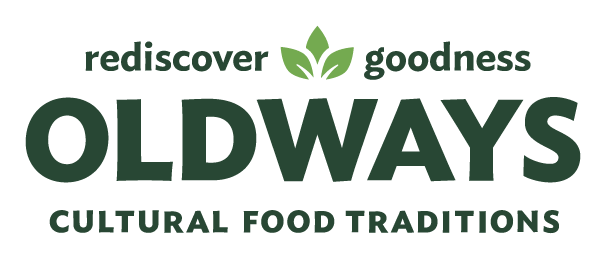 rediscover goodness
OLDWAYS
CULTURAL FOOD TRADITIONS